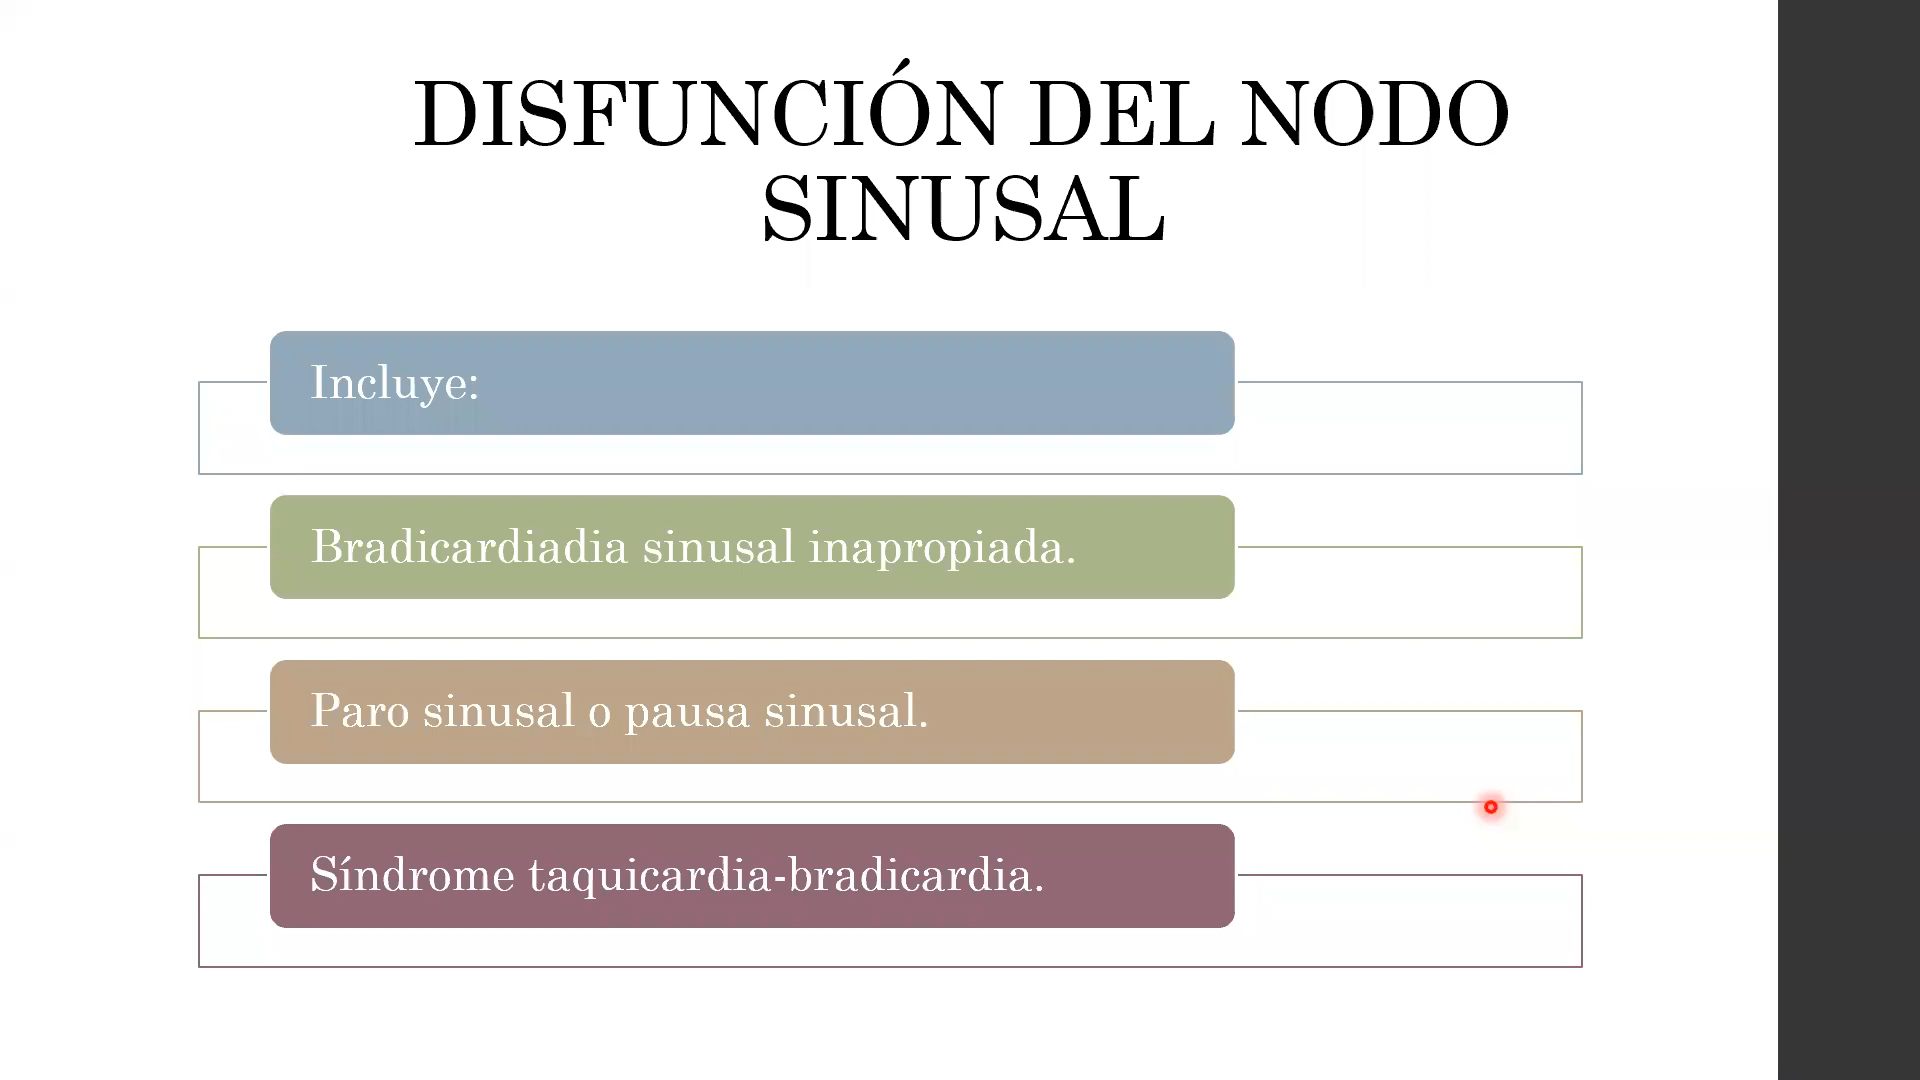 DISFUNCIÓN DEL NODO
SINUSAL
Incluye:
Bradicardiadia sinusal inapropiada.
Paro sinusal o pausa sinusal.
Síndrome taquicardia-bradicardia.